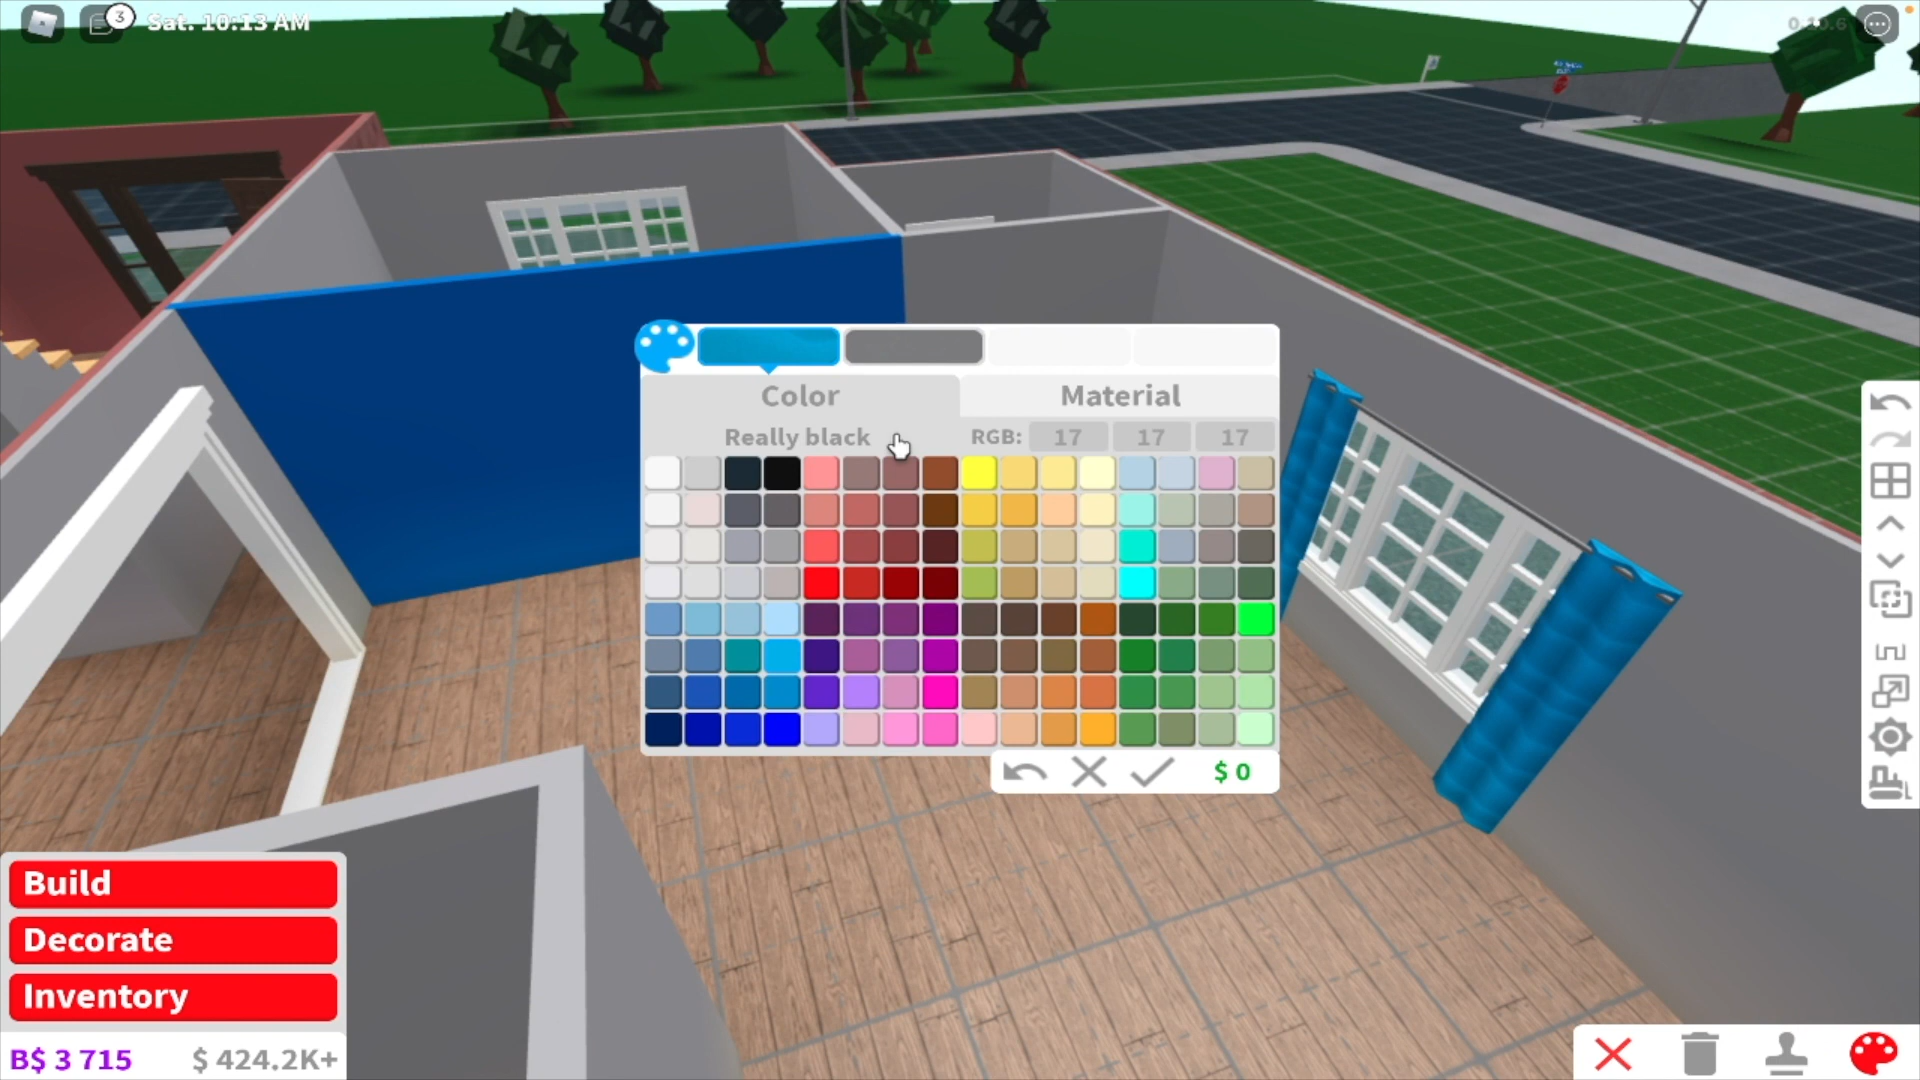 3
Sat. 10:13 AM
Color
Material
Really black
RGB: 17 17 17
$ 0
Build
Decorate
Inventory
B$ 3 715
$ 424.2K+